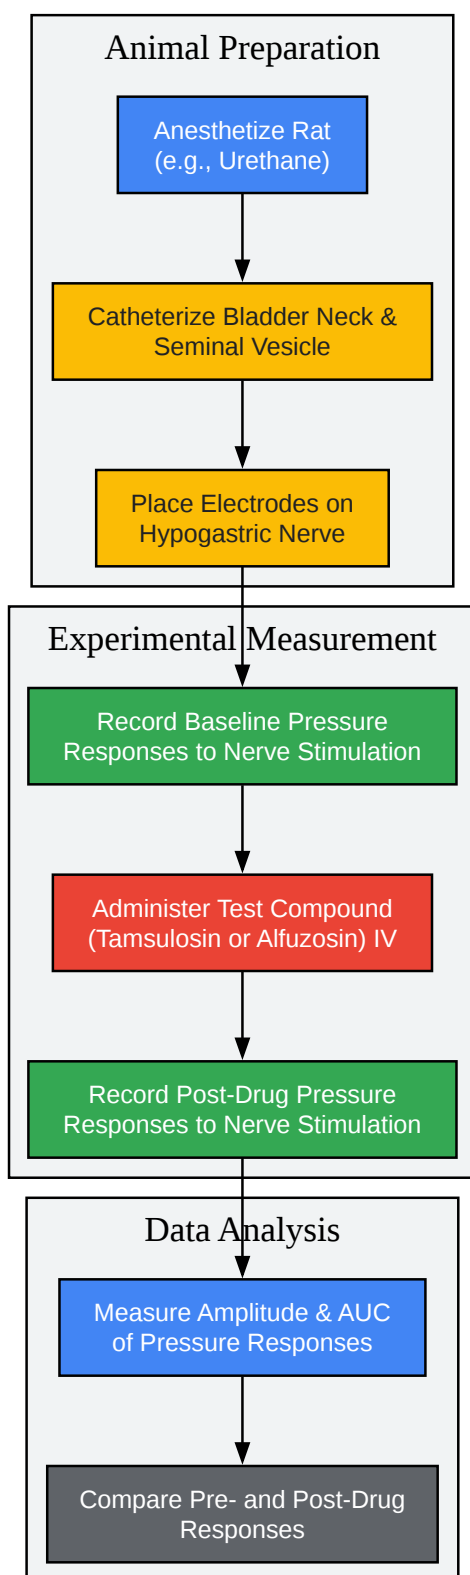 Animal Preparation
Anesthetize Rat
(e.g., Urethane)
Catheterize Bladder Neck &
Seminal Vesicle
Place Electrodes on
Hypogastric Nerve
Experimental Measurement
Record Baseline Pressure
Responses to Nerve Stimulation
Administer Test Compound
(Tamsulosin or Alfuzosin) IV
Record Post-Drug Pressure
Responses to Nerve Stimulation
Data Analysis
Measure Amplitude & AUC
of Pressure Responses
Compare Pre- and Post-Drug
Responses